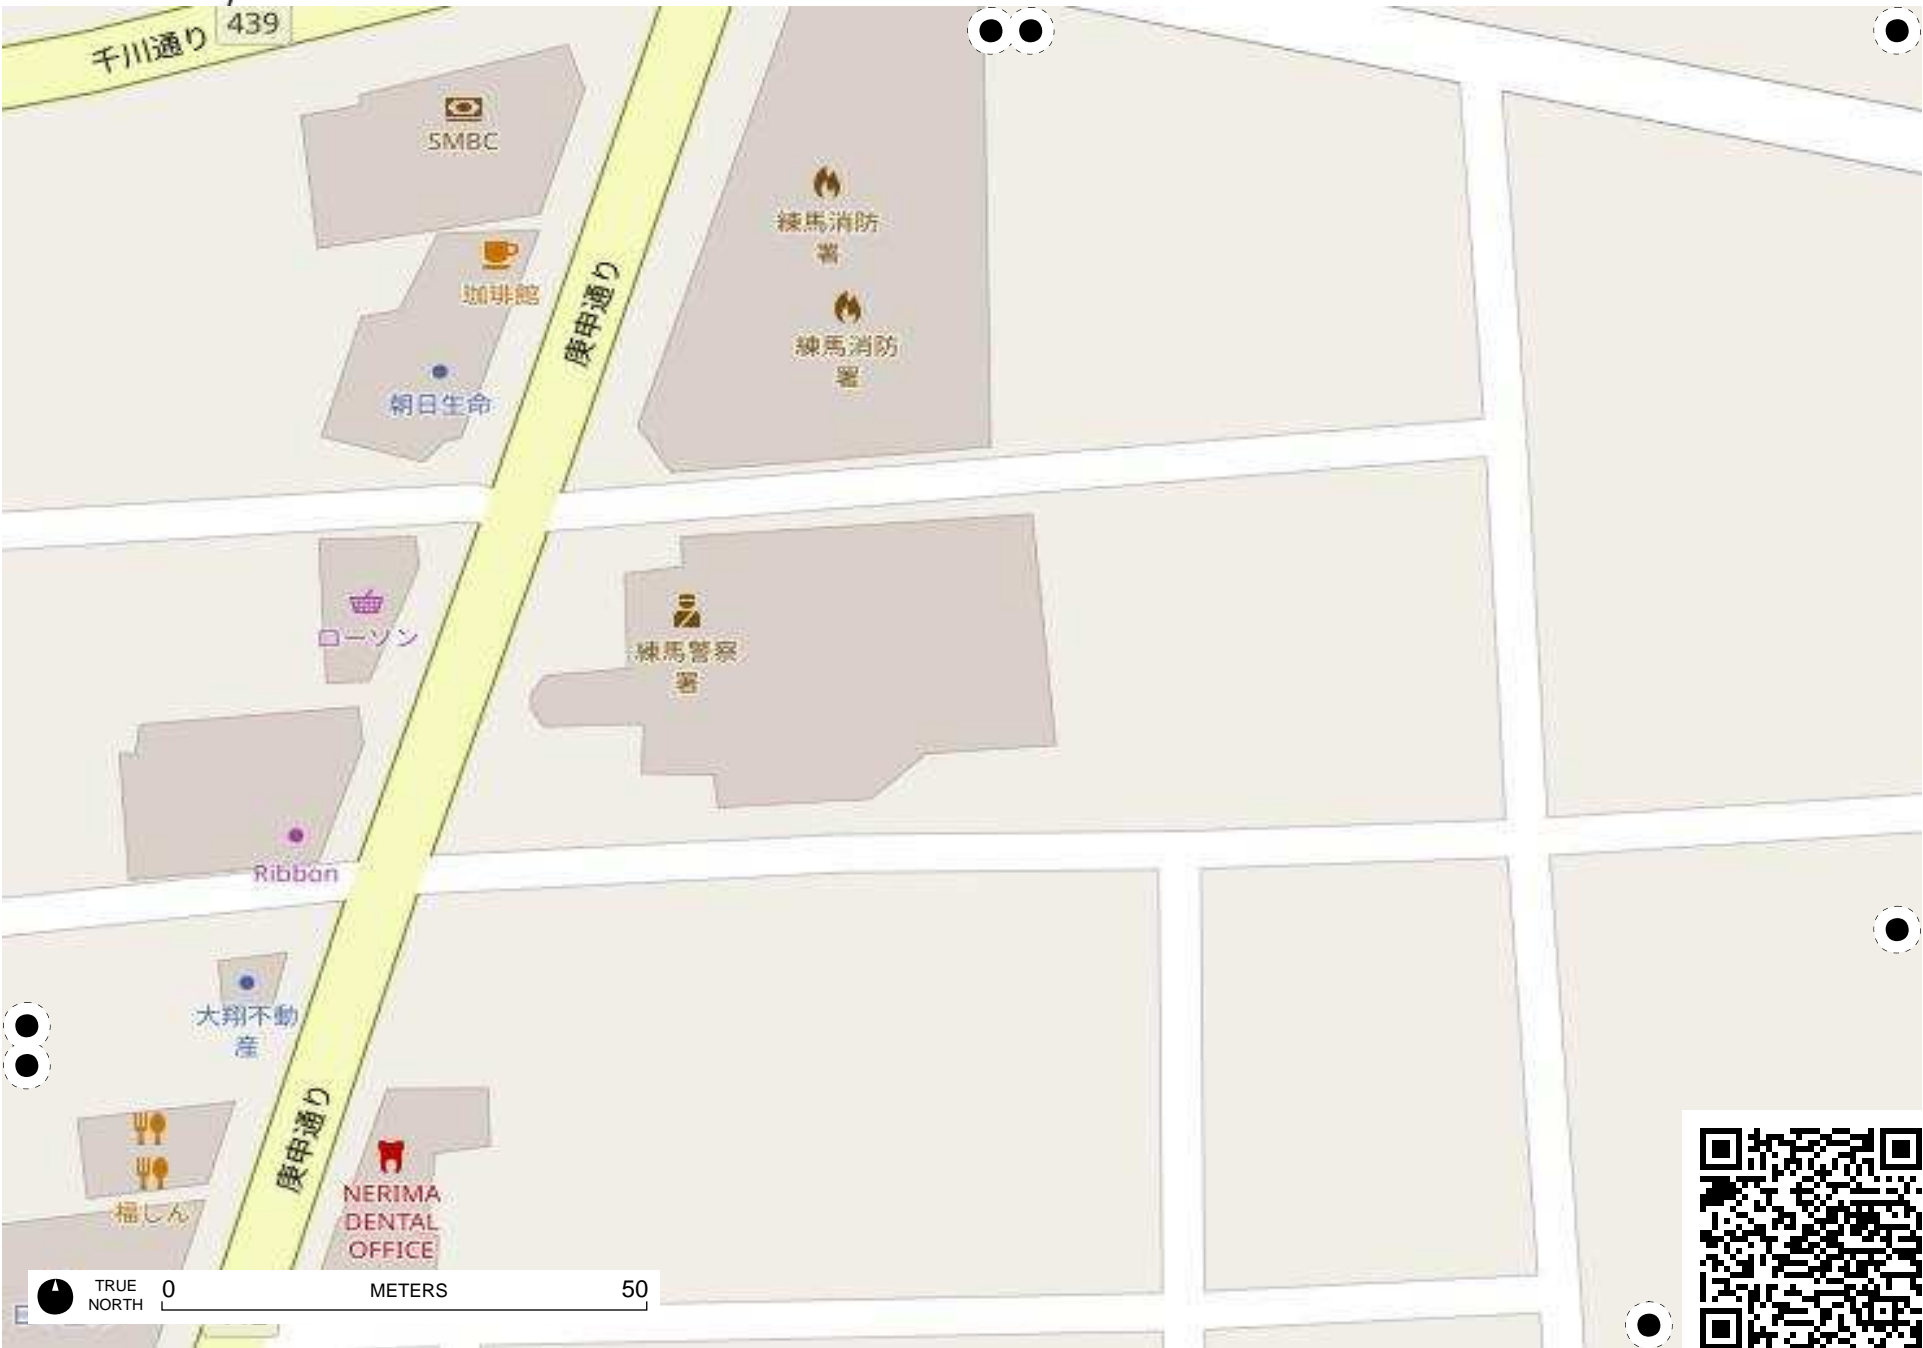 439
千川通り
SMBC
練馬消防
署
珈琲館
庚申通り
練馬消防
署
朝日生命
ローソン
練馬警察
署
Ribbon
大翔不動
産
庚申通り
NERIMA
DENTAL
OFFICE
福しん
TRUE
NORTH
0
METERS
50